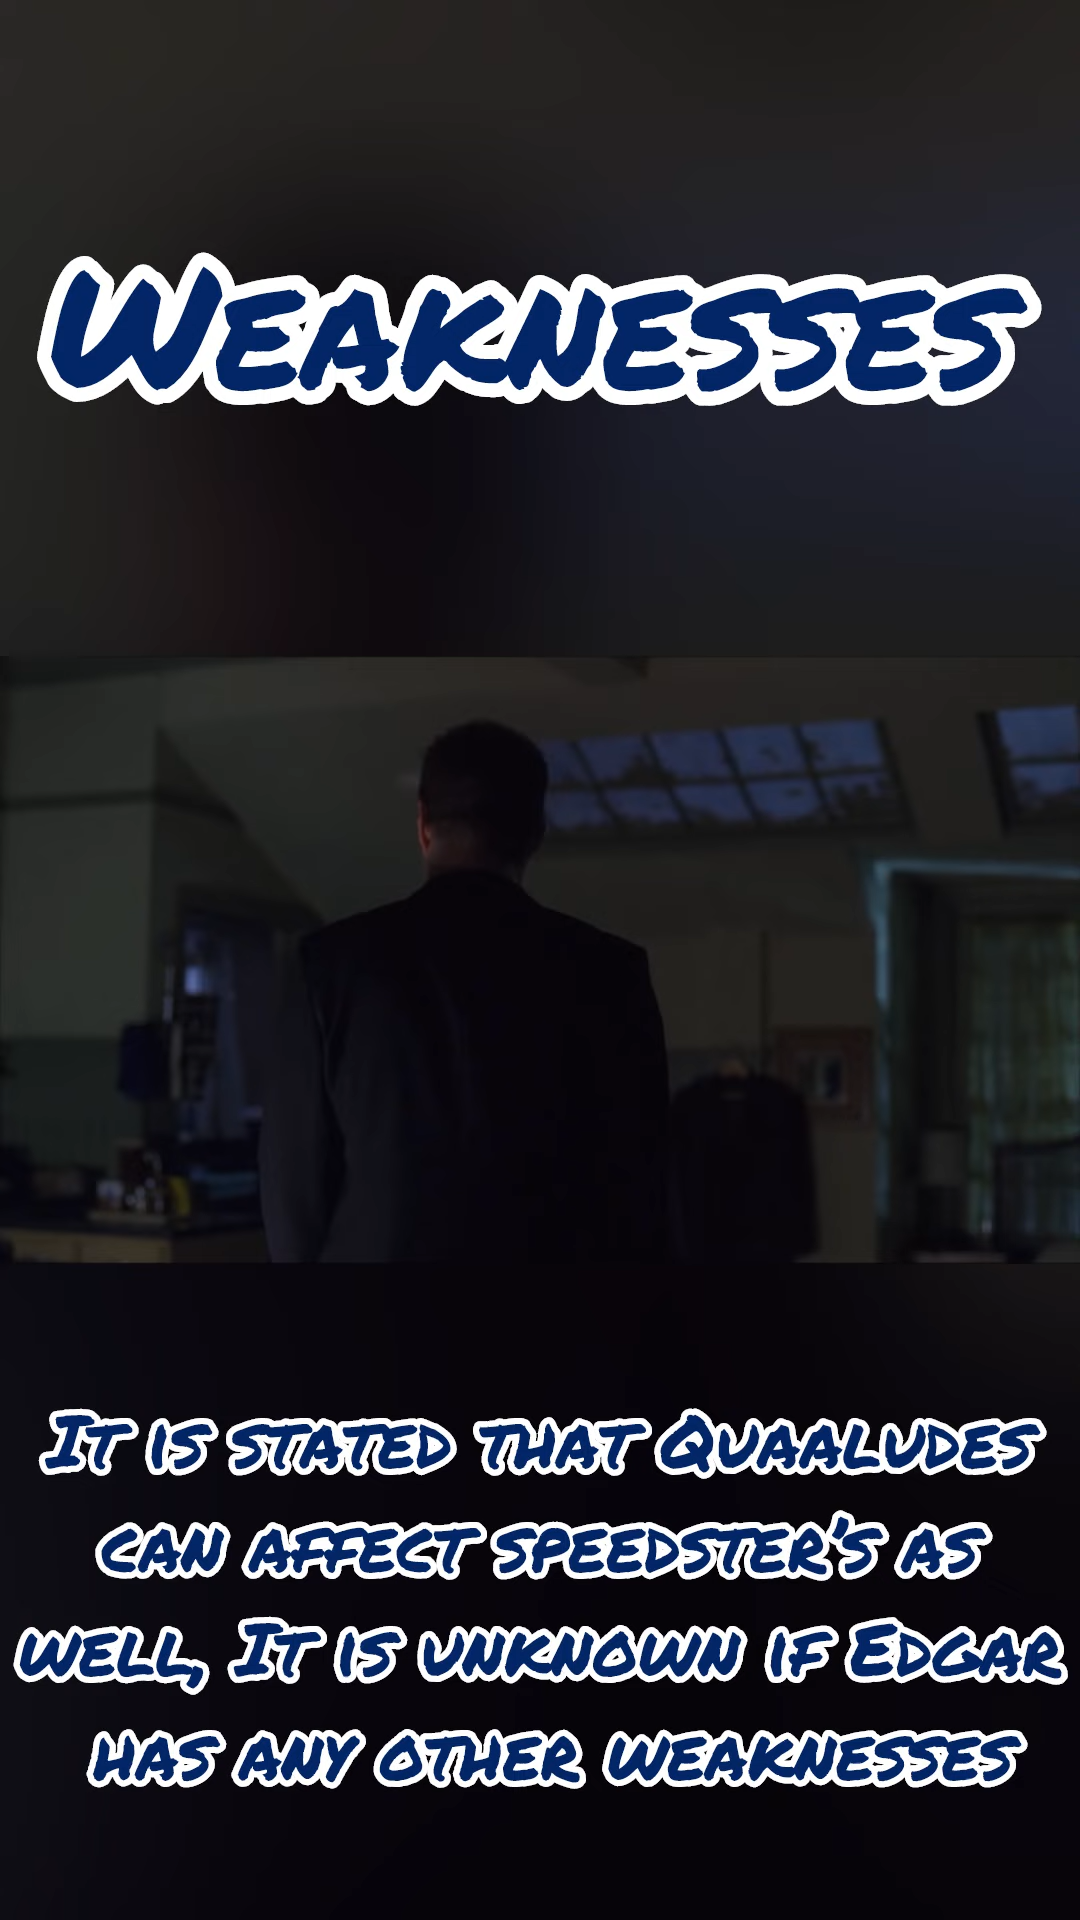 Weaknesses
It is stated that Quaaludes
can affect speedster's as
well, It is unknown if Edgar
has any other weaknesses